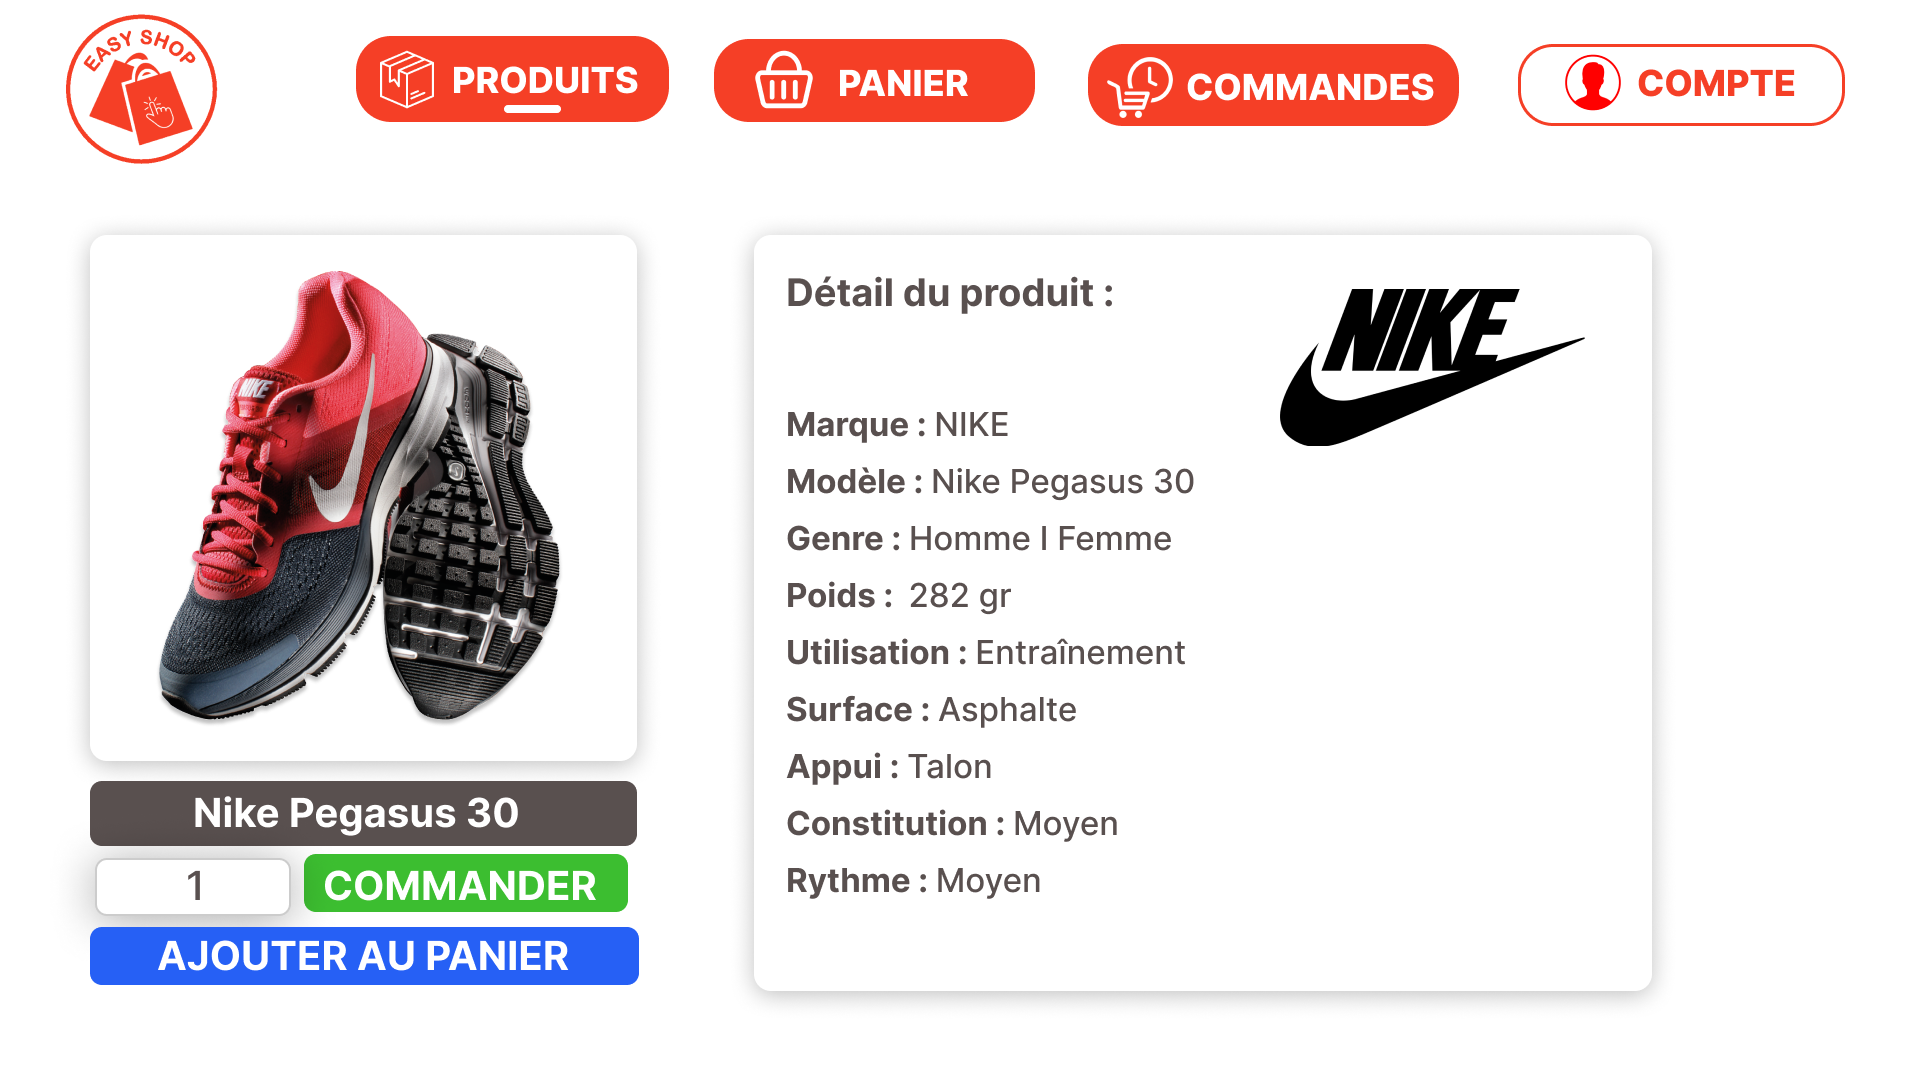 EASY SHOP
PRODUITS
PANIER
COMMANDES
COMPTE
NIKE
Nike Pegasus 30
1
COMMANDER
AJOUTER AU PANIER
Détail du produit :
NIKE
Marque : NIKE
Modèle : Nike Pegasus 30
Genre : Homme I Femme
Poids : 282 gr
Utilisation : Entraînement
Surface : Asphalte
Appui : Talon
Constitution : Moyen
Rythme : Moyen